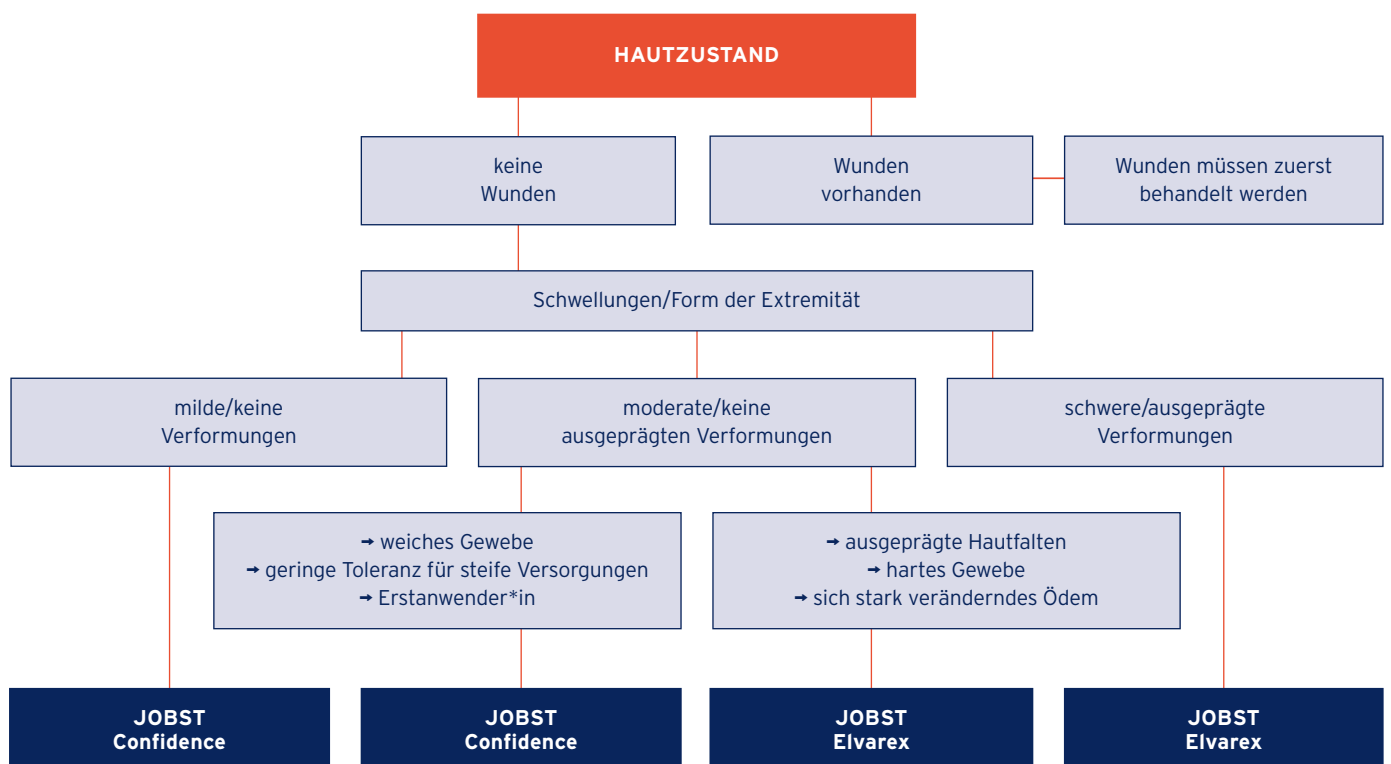 HAUTZUSTAND
keine
Wunden
Wunden
vorhanden
Wunden müssen zuerst
behandelt werden
Schwellungen/Form der Extremität
milde/keine
Verformungen
moderate/keine
ausgeprägten Verformungen
schwere/ausgeprägte
Verformungen
→ weiches Gewebe
→ geringe Toleranz für steife Versorgungen
→ Erstanwender*in
→ ausgeprägte Hautfalten
→ hartes Gewebe
→ sich stark veränderndes Ödem
JOBST
Confidence
JOBST
Confidence
JOBST
Elvarex
JOBST
Elvarex